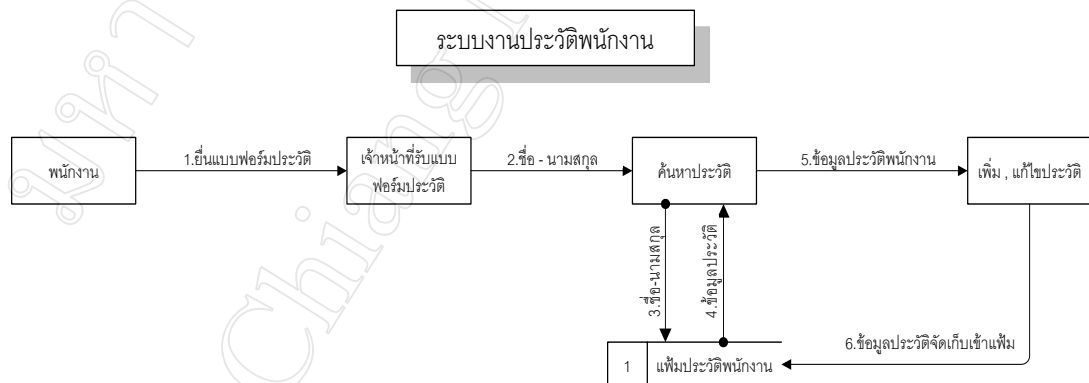 ระบบงานประวัติพนักงาน
พนักงาน
1.ยื่นแบบฟอร์มประวัติ
เจ้าหน้าที่รับแบบ
ฟอร์มประวัติ
2.ชื่อ - นามสกุล
ค้นหาประวัติ
5.ข้อมูลประวัติพนักงาน
เพิ่ม , แก้ไขประวัติ
3.ชื่อ-นามสกุล
4.ข้อมูลประวัติ
6.ข้อมูลประวัติจัดเก็บเข้าแฟ้ม
1 แฟ้มประวัติพนักงาน
Chiang